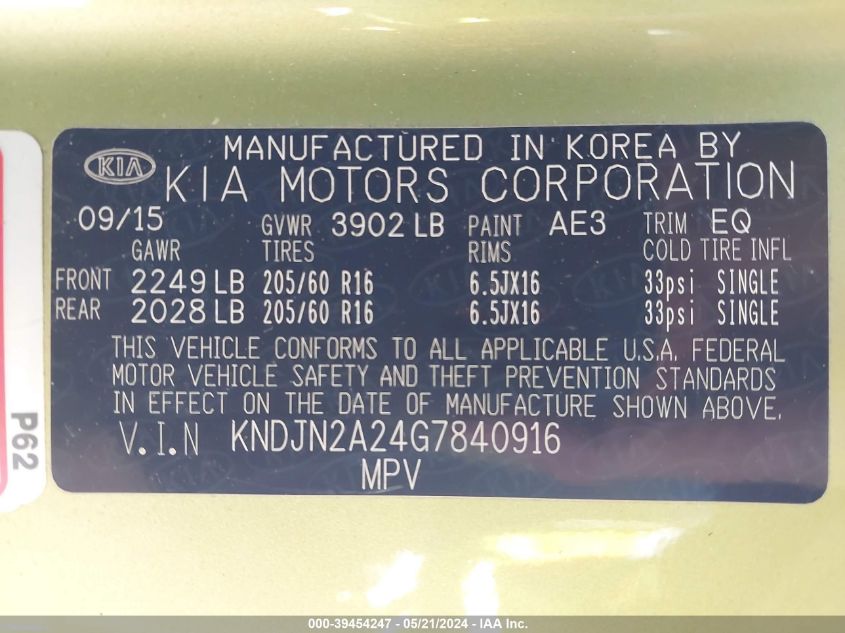 MANUFACTURED IN KOREA BY
KIA KIA MOTORS CORPORATION
09/15 GVWR 3902 LB PAINT AE3 TRIM EQ
GAWR TIRES RIMS COLD TIRE INFL
FRONT 2249 LB 205/60 R16 6.5JX16 33psi SINGLE
REAR 2028 LB 205/60 R16 6.5JX16 33psi SINGLE
THIS VEHICLE CONFORMS TO ALL APPLICABLE U.S.A. FEDERAL
MOTOR VEHICLE SAFETY AND THEFT PREVENTION STANDARDS
IN EFFECT ON THE DATE OF MANUFACTURE SHOWN ABOVE.
V.I.N KNDJN2A24G7840916
MPV
P62
000-39454247 - 05/21/2024 - IAA Inc.